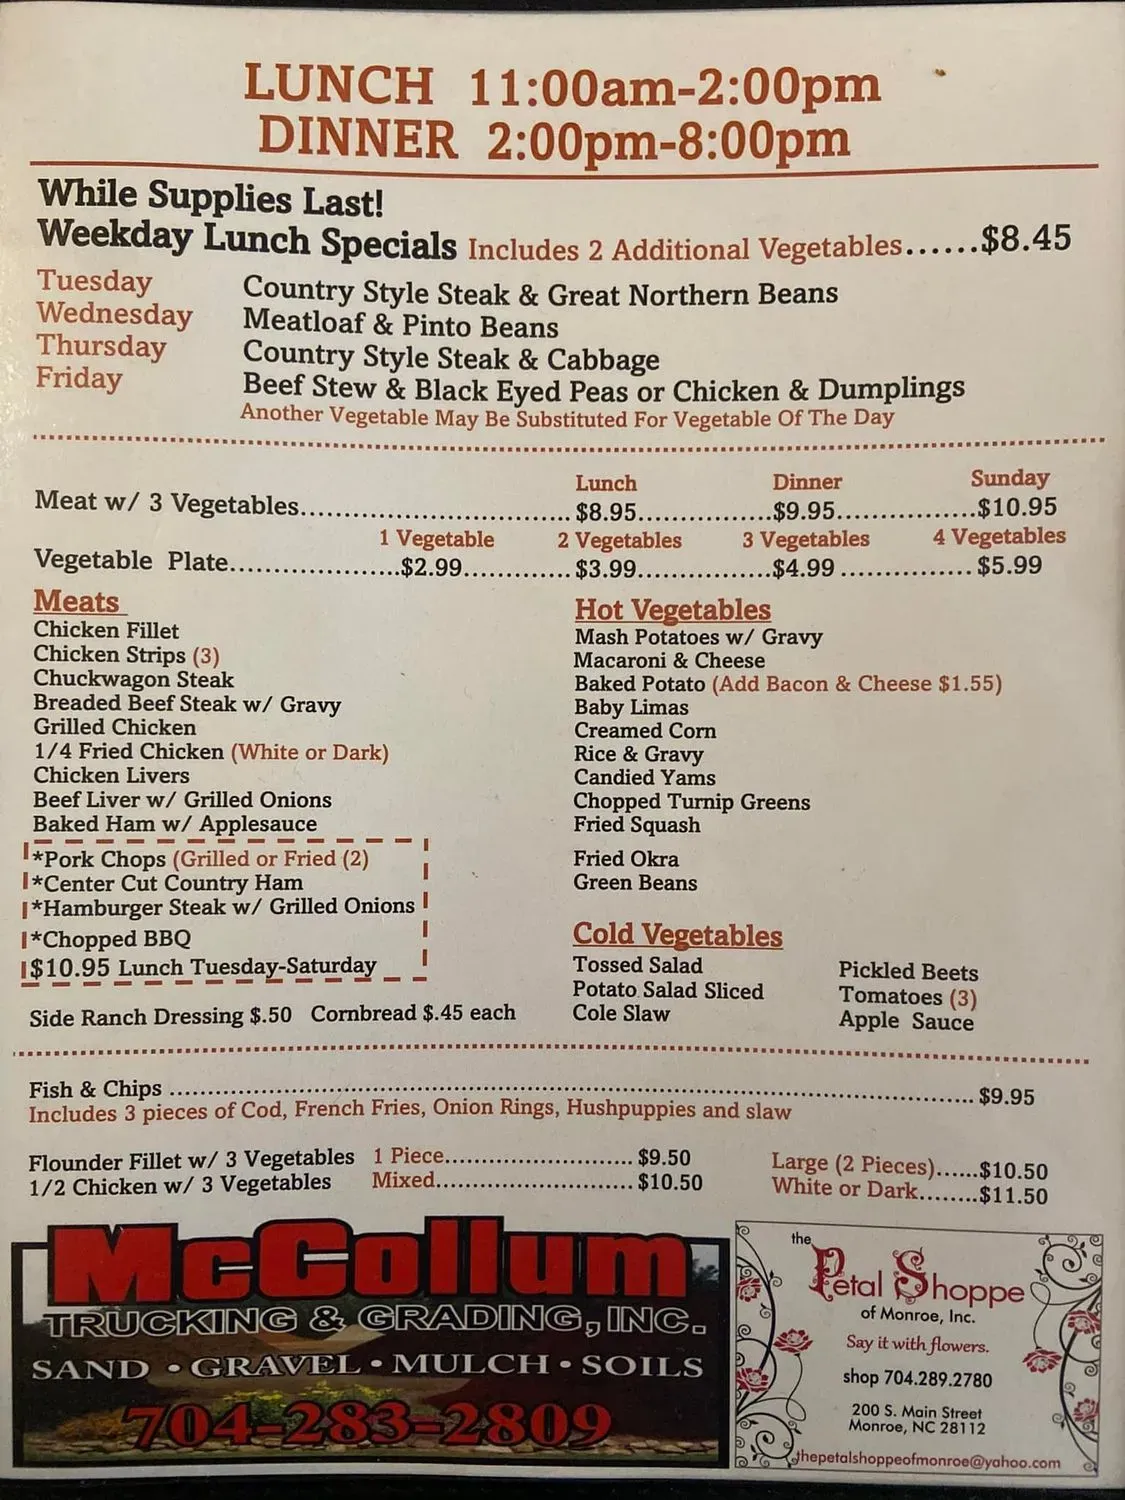 LUNCH 11:00am-2:00pm
DINNER 2:00pm-8:00pm
While Supplies Last!
Weekday Lunch Specials Includes 2 Additional Vegetables......$8.45
Tuesday Country Style Steak & Great Northern Beans
Wednesday Meatloaf & Pinto Beans
Thursday Country Style Steak & Cabbage
Friday Beef Stew & Black Eyed Peas or Chicken & Dumplings
Another Vegetable May Be Substituted For Vegetable Of The Day
Lunch Dinner Sunday
Meat w/ 3 Vegetables.................................$8.95.................$9.95.................$10.95
1 Vegetable 2 Vegetables 3 Vegetables 4 Vegetables
Vegetable Plate.....................$2.99.............$3.99.................$4.99 ................$5.99
Meats
Chicken Fillet
Chicken Strips (3)
Chuckwagon Steak
Breaded Beef Steak w/ Gravy
Grilled Chicken
1/4 Fried Chicken (White or Dark)
Chicken Livers
Beef Liver w/ Grilled Onions
Baked Ham w/ Applesauce
*Pork Chops (Grilled or Fried (2)
*Center Cut Country Ham
*Hamburger Steak w/ Grilled Onions
*Chopped BBQ
$10.95 Lunch Tuesday-Saturday
Side Ranch Dressing $.50 Cornbread $.45 each
Hot Vegetables
Mash Potatoes w/ Gravy
Macaroni & Cheese
Baked Potato (Add Bacon & Cheese $1.55)
Baby Limas
Creamed Corn
Rice & Gravy
Candied Yams
Chopped Turnip Greens
Fried Squash
Fried Okra
Green Beans
Cold Vegetables
Tossed Salad
Potato Salad Sliced
Cole Slaw
Pickled Beets
Tomatoes (3)
Apple Sauce
Fish & Chips ........................................................................................................ $9.95
Includes 3 pieces of Cod, French Fries, Onion Rings, Hushpuppies and slaw
Flounder Fillet w/ 3 Vegetables 1 Piece............................$9.50 Large (2 Pieces)......$10.50
1/2 Chicken w/ 3 Vegetables Mixed.............................$10.50 White or Dark........$11.50
McCollum
TRUCKING & GRADING, INC.
SAND • GRAVEL • MULCH • SOILS
704-283-2809
the
Petal Shoppe
of Monroe, Inc.
Say it with flowers.
shop 704.289.2780
200 S. Main Street
Monroe, NC 28112
thepetalshoppeofmonroe@yahoo.com